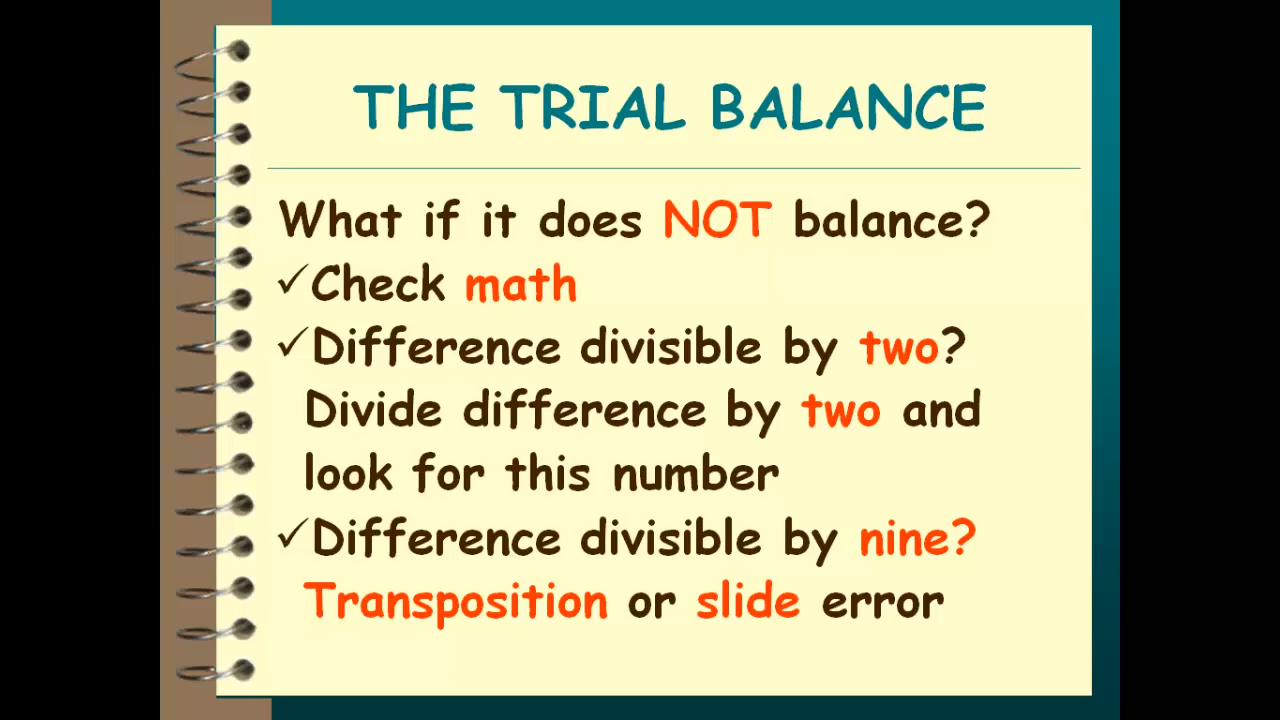 THE TRIAL BALANCE
What if it does NOT balance?
✓Check math
✓Difference divisible by two?
Divide difference by two and
look for this number
✓Difference divisible by nine?
Transposition or slide error